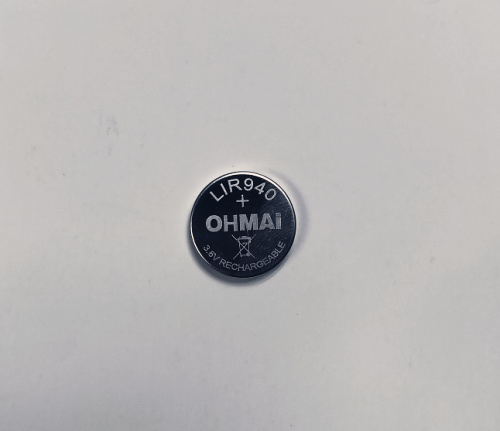 LIR940
+
OHMAi
3.6V RECHARGEABLE